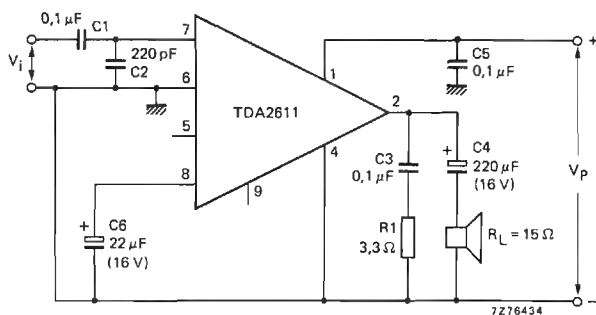 0,1 µF
C1
7
220 pF
C2
Vi
6
5
8
9
TDA2611
1
2
4
C5
0,1 µF
+
C3
0,1 µF
+
C4
220 µF
(16 V)
VP
+
C6
22 µF
(16 V)
R1
3,3 Ω
RL = 15 Ω
7Z76434
−